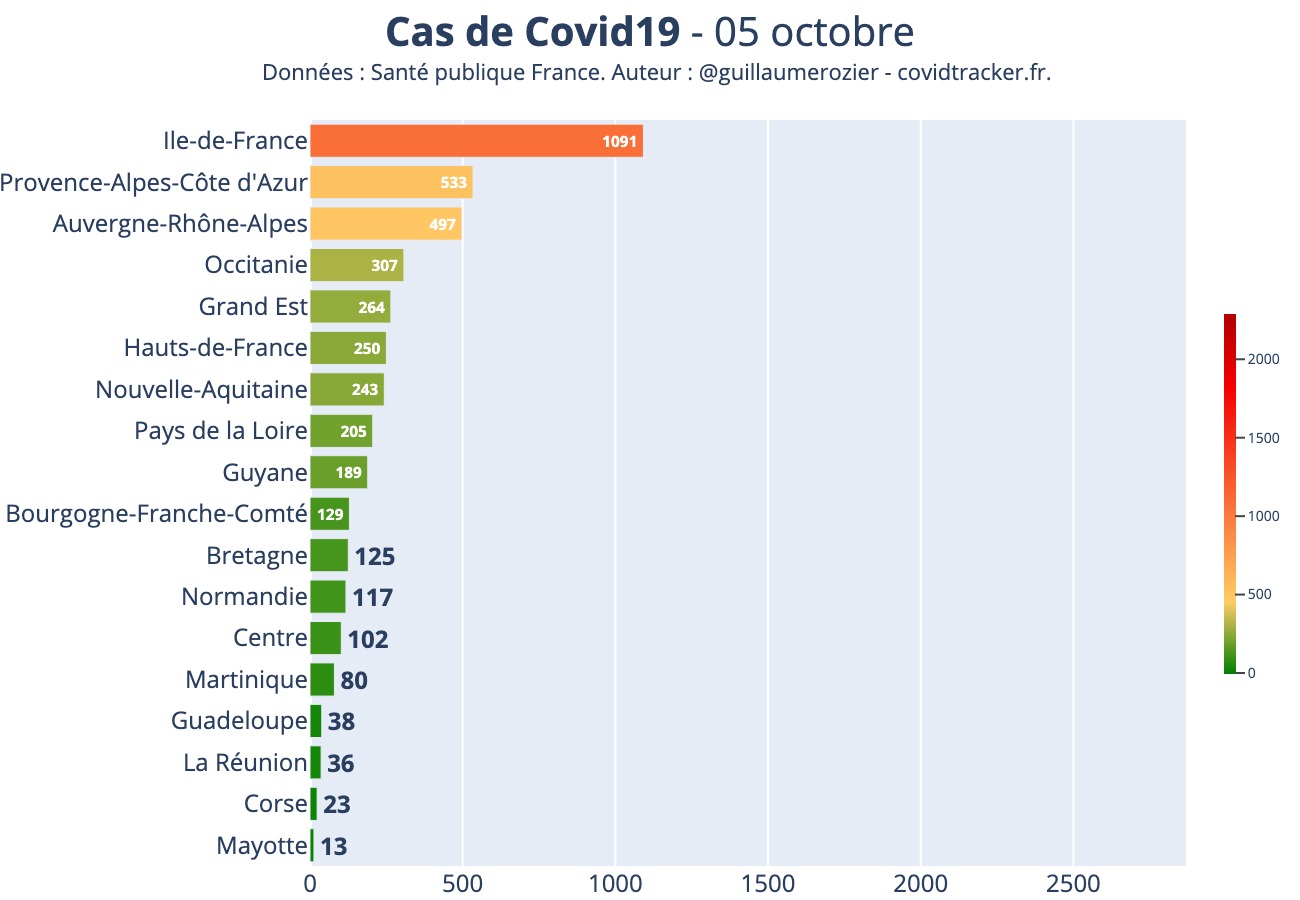 Cas de Covid19 - 05 octobre
Données : Santé publique France. Auteur : @guillaumerozier - covidtracker.fr.
Ile-de-France 1091
Provence-Alpes-Côte d'Azur 533
Auvergne-Rhône-Alpes 497
Occitanie 307
Grand Est 264
Hauts-de-France 250
Nouvelle-Aquitaine 243
Pays de la Loire 205
Guyane 189
Bourgogne-Franche-Comté 129
Bretagne 125
Normandie 117
Centre 102
Martinique 80
Guadeloupe 38
La Réunion 36
Corse 23
Mayotte 13
0 500 1000 1500 2000 2500
2000
1500
1000
500
0